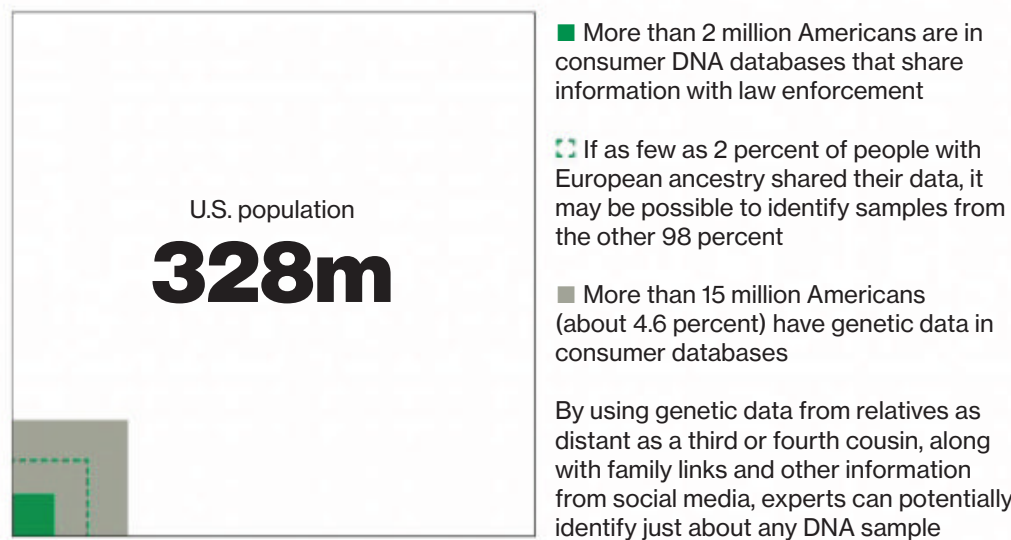 U.S. population
328m
More than 2 million Americans are in
consumer DNA databases that share
information with law enforcement
If as few as 2 percent of people with
European ancestry shared their data, it
may be possible to identify samples from
the other 98 percent
More than 15 million Americans
(about 4.6 percent) have genetic data in
consumer databases
By using genetic data from relatives as
distant as a third or fourth cousin, along
with family links and other information
from social media, experts can potentially
identify just about any DNA sample